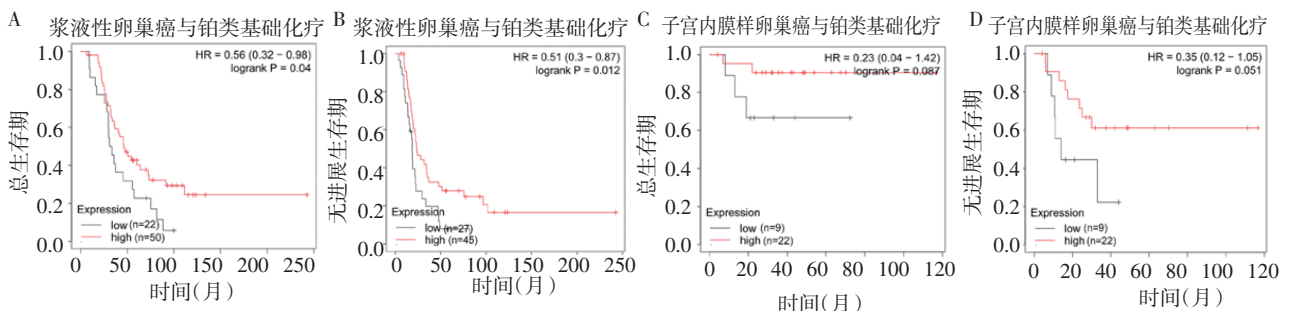 A 浆液性卵巢癌与铂类基础化疗
HR = 0.56 (0.32 − 0.98)
logrank P = 0.04
总生存期
1.0
0.8
0.6
0.4
0.2
0.0
Expression
low (n=22)
high (n=50)
0 50 100 150 200 250
时间(月)
B 浆液性卵巢癌与铂类基础化疗
HR = 0.51 (0.3 − 0.87)
logrank P = 0.012
无进展生存期
1.0
0.8
0.6
0.4
0.2
0.0
Expression
low (n=27)
high (n=45)
0 50 100 150 200 250
时间(月)
C 子宫内膜样卵巢癌与铂类基础化疗
HR = 0.23 (0.04 − 1.42)
logrank P = 0.087
总生存期
1.0
0.8
0.6
0.4
0.2
0.0
Expression
low (n=9)
high (n=22)
0 20 40 60 80 100 120
时间(月)
D 子宫内膜样卵巢癌与铂类基础化疗
HR = 0.35 (0.12 − 1.05)
logrank P = 0.051
无进展生存期
1.0
0.8
0.6
0.4
0.2
0.0
Expression
low (n=9)
high (n=22)
0 20 40 60 80 100 120
时间(月)